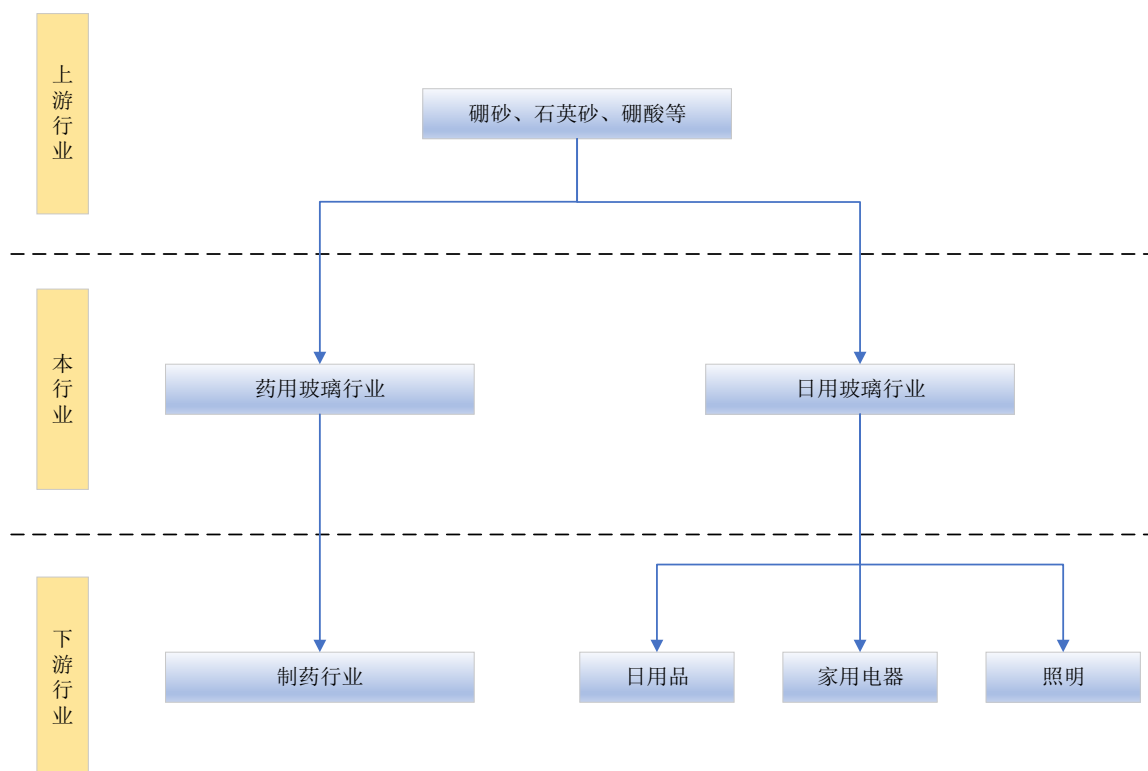 上游行业
硼砂、石英砂、硼酸等
本行业
药用玻璃行业
日用玻璃行业
下游行业
制药行业
日用品
家用电器
照明